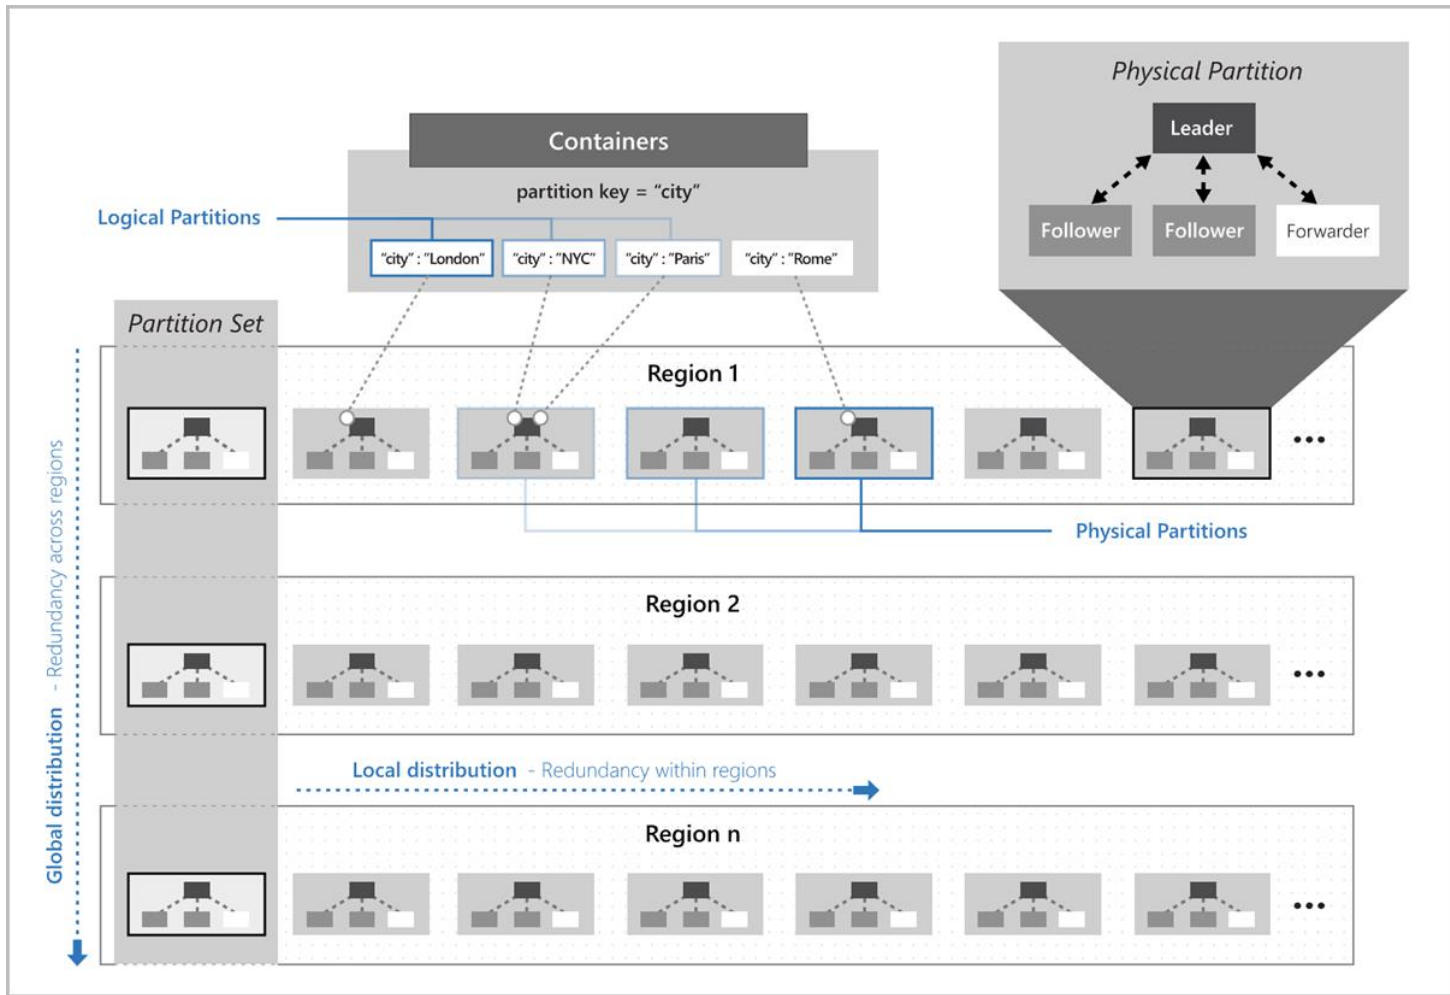 Physical Partition
Leader
Follower
Follower
Forwarder
Containers
partition key = “city”
Logical Partitions
“city” : “London”
“city” : “NYC”
“city” : “Paris”
“city” : “Rome”
Partition Set
Region 1
•••
Physical Partitions
Region 2
•••
Local distribution - Redundancy within regions
Region n
•••
Global distribution - Redundancy across regions